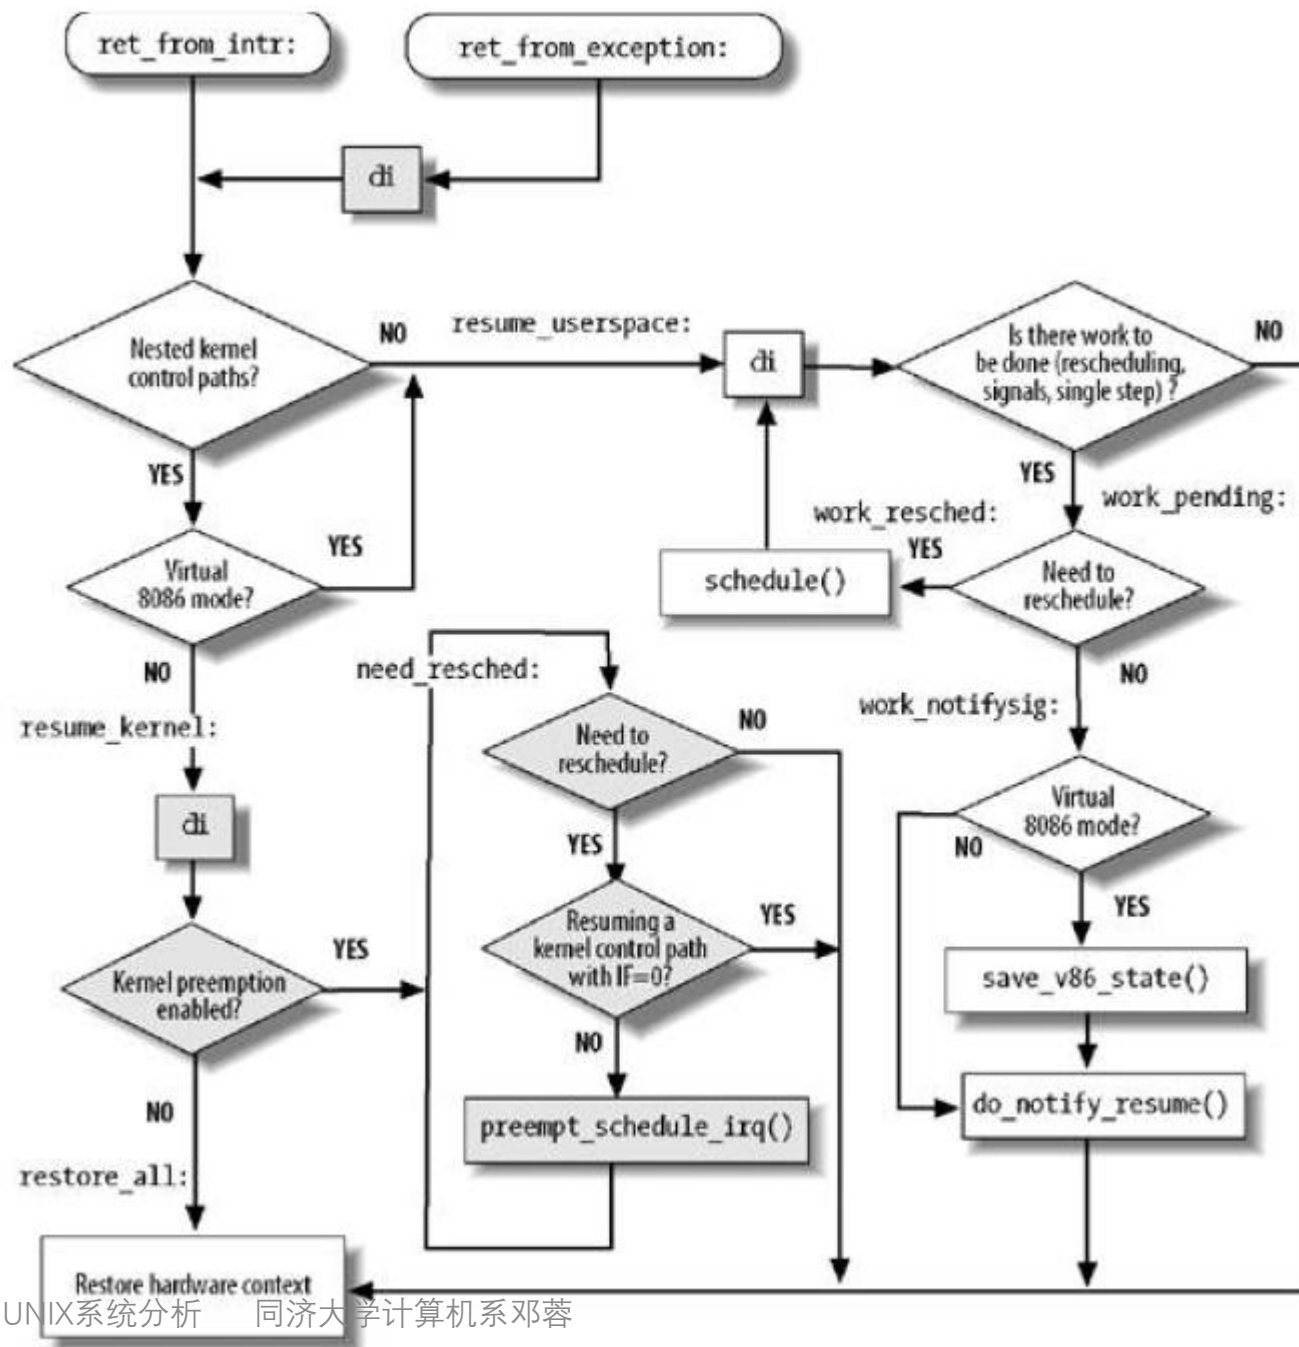 ret_from_intr:
ret_from_exception:
cli
Nested kernel
control paths?
NO
resume_userspace:
cli
Is there work to
be done (rescheduling,
signals, single step) ?
NO
YES
work_pending:
work_resched:
YES
schedule()
Need to
reschedule?
YES
Virtual
8086 mode?
YES
NO
resume_kernel:
need_resched:
Need to
reschedule?
NO
NO
work_notifysig:
cli
YES
Virtual
8086 mode?
NO
YES
Kernel preemption
enabled?
YES
Resuming a
kernel control path
with IF=0?
YES
save_v86_state()
NO
NO
preempt_schedule_irq()
do_notify_resume()
restore_all:
Restore hardware context
UNIX系统分析 同济大学计算机系邓蓉